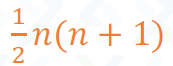 ½n(n + 1)